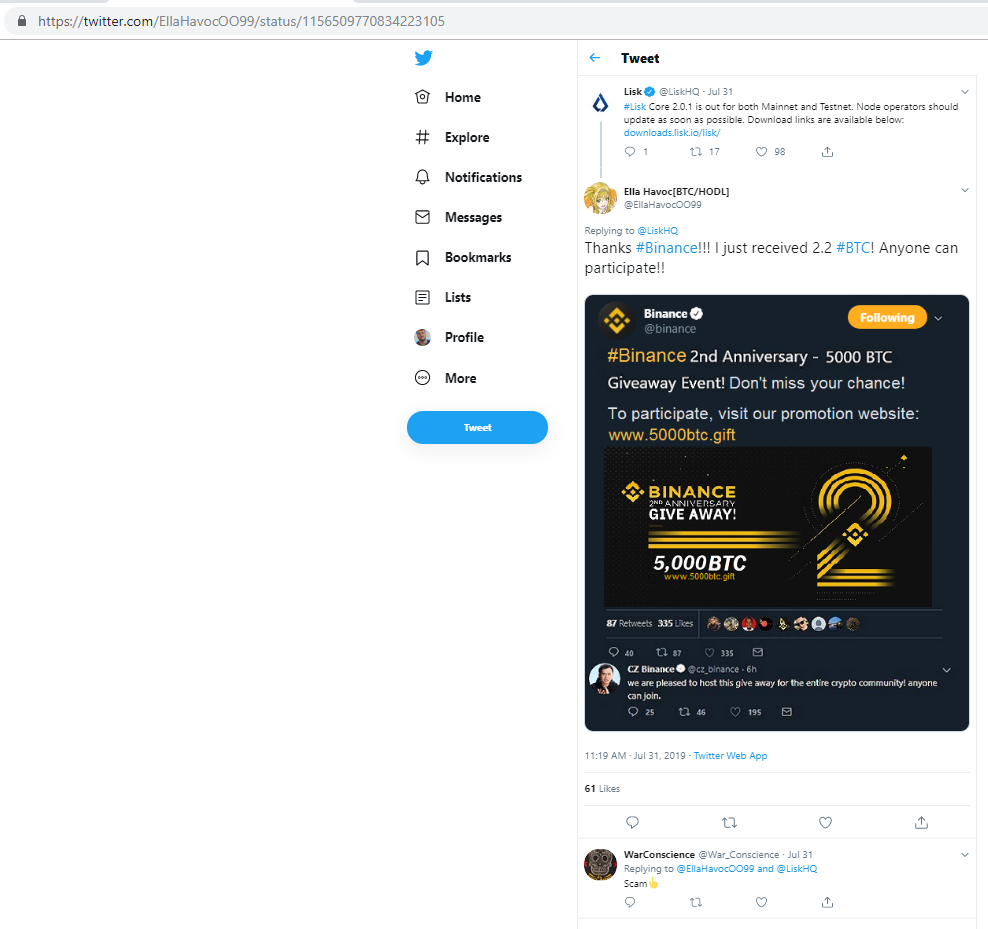 https://twitter.com/EllaHavocOO99/status/1156509770834223105
Home
Explore
Notifications
Messages
Bookmarks
Lists
Profile
More
Tweet
Tweet
Lisk @LiskHQ · Jul 31
#Lisk Core 2.0.1 is out for both Mainnet and Testnet. Node operators should
update as soon as possible. Download links are available below:
downloads.lisk.io/lisk/
1 17 98
Ella Havoc[BTC/HODL]
@EllaHavocOO99
Replying to @LiskHQ
Thanks #Binance!!! I just received 2.2 #BTC! Anyone can
participate!!
Binance
@binance
Following
#Binance 2nd Anniversary - 5000 BTC
Giveaway Event! Don't miss your chance!
To participate, visit our promotion website:
www.5000btc.gift
BINANCE
2ND ANNIVERSARY
GIVE AWAY!
5,000BTC
www.5000btc.gift
2
87 Retweets 335 Likes
40 87 335
CZ Binance @cz_binance · 6h
we are pleased to host this give away for the entire crypto community! anyone
can join.
25 46 195
11:19 AM · Jul 31, 2019 · Twitter Web App
61 Likes
WarConscience @War_Conscience · Jul 31
Replying to @EllaHavocOO99 and @LiskHQ
Scam👆